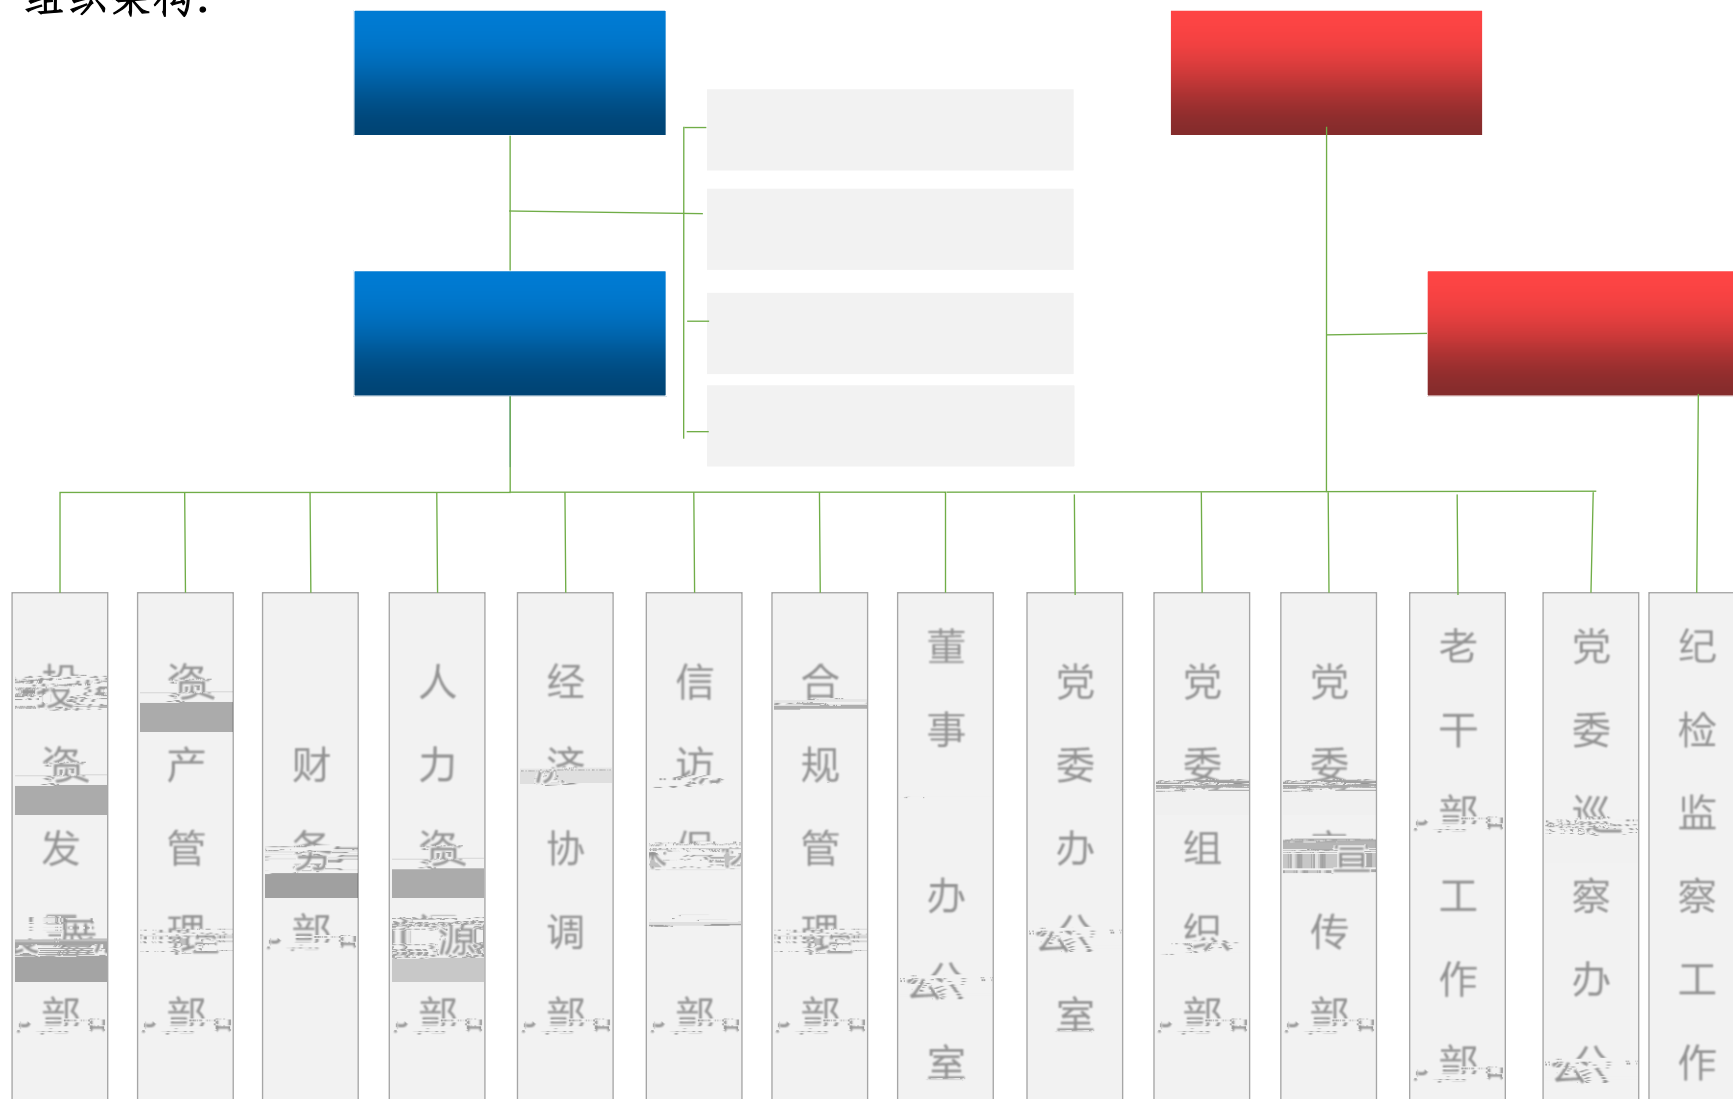 组织架构:
投资发展部
资产管理部
财务部
人力资源部
经济协调部
信访保 部
合规管理部
董事 办公室
党委办公室
党委组织部
党委宣传部
老干部工作部
党委巡察办公
纪检监察工作